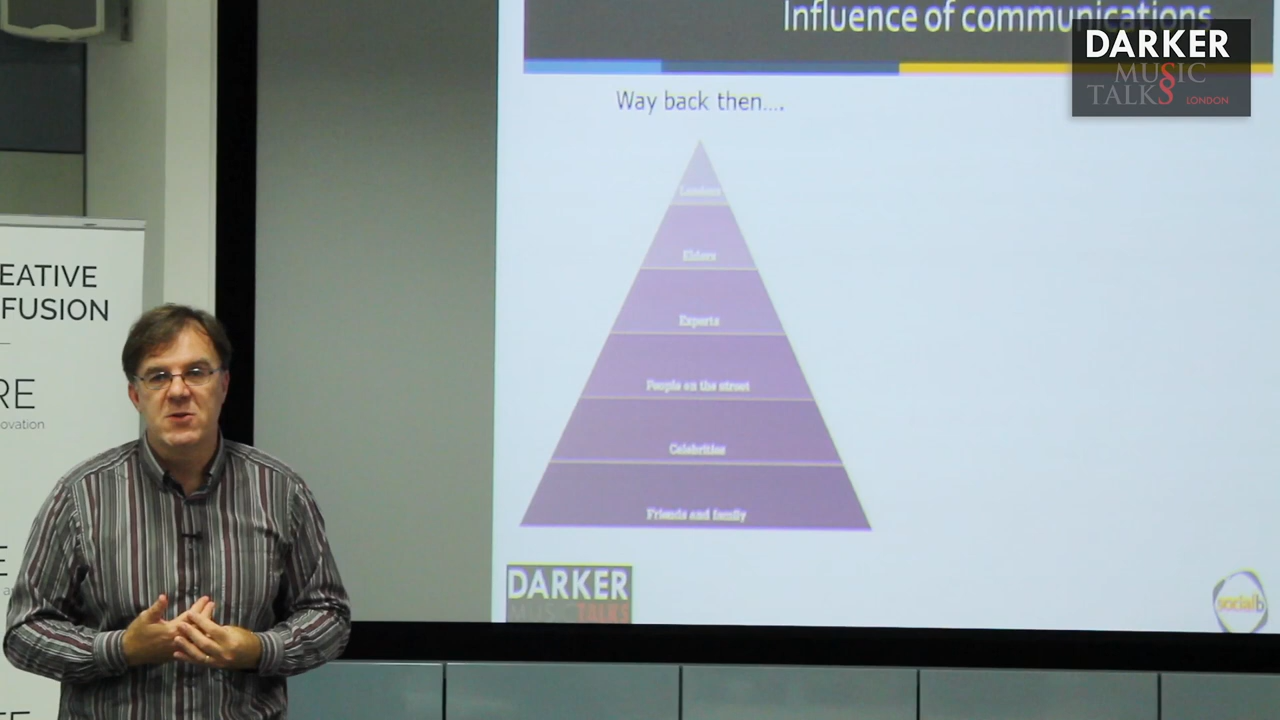 Influence of communications
DARKER
MUSIC
TALKS LONDON
Way back then....
Leaders
Elders
Experts
People on the street
Celebrities
Friends and family
DARKER
MUSIC TALKS
socialb
EATIVE
FUSION
RE
ovation
E